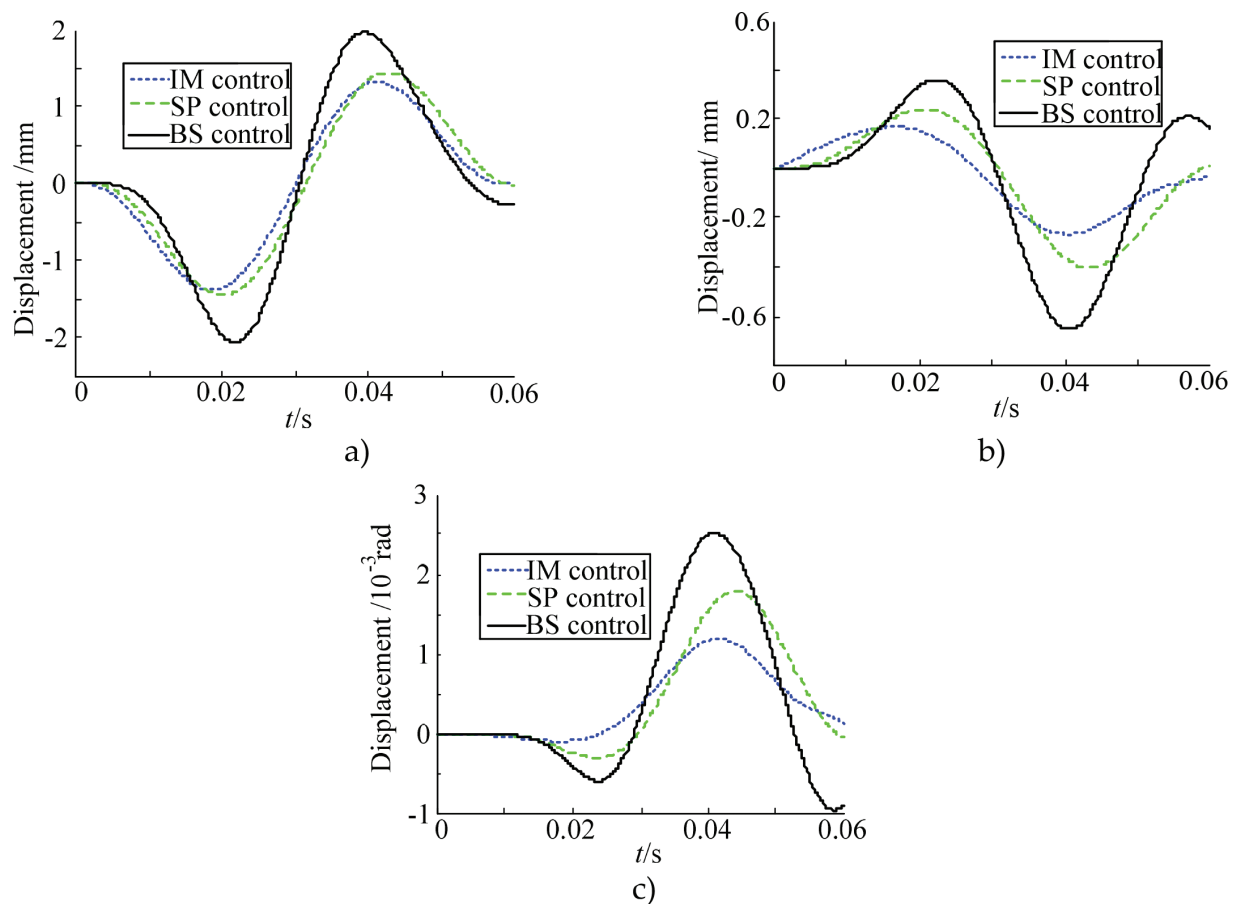 2
1
0
-1
-2
Displacement /mm
IM control
SP control
BS control
0
0.02
0.04
0.06
t/s
a)
0.6
0.2
-0.2
-0.6
Displacement/ mm
IM control
SP control
BS control
0
0.02
0.04
0.06
t/s
b)
3
2
1
0
-1
Displacement /10⁻³rad
IM control
SP control
BS control
0
0.02
0.04
0.06
t/s
c)